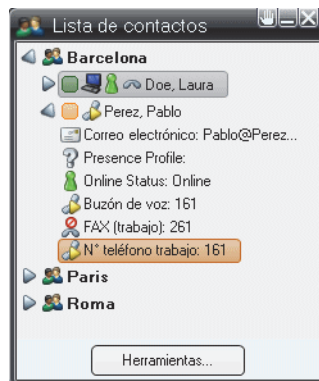 Lista de contactos
Barcelona
Doe, Laura
Perez, Pablo
Correo electrónico: Pablo@Perez...
Presence Profile:
Online Status: Online
Buzón de voz: 161
FAX (trabajo): 261
N° teléfono trabajo: 161
Paris
Roma
Herramientas...